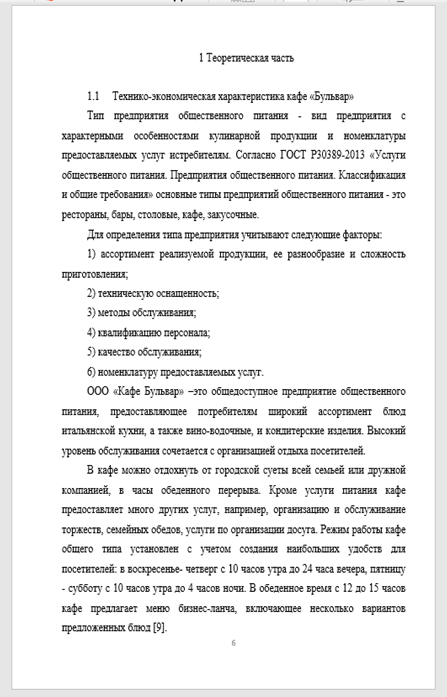 1 Теоретическая часть
1.1 Технико-экономическая характеристика кафе «Бульвар»
Тип предприятия общественного питания - вид предприятия с
характерными особенностями кулинарной продукции и номенклатуры
предоставляемых услуг истребителям. Согласно ГОСТ Р30389-2013 «Услуги
общественного питания. Предприятия общественного питания. Классификация
и общие требования» основные типы предприятий общественного питания - это
рестораны, бары, столовые, кафе, закусочные.
Для определения типа предприятия учитывают следующие факторы:
1) ассортимент реализуемой продукции, ее разнообразие и сложность
приготовления;
2) техническую оснащенность;
3) методы обслуживания;
4) квалификацию персонала;
5) качество обслуживания;
6) номенклатуру предоставляемых услуг.
ООО «Кафе Бульвар» –это общедоступное предприятие общественного
питания, предоставляющее потребителям широкий ассортимент блюд
итальянской кухни, а также вино-водочные, и кондитерские изделия. Высокий
уровень обслуживания сочетается с организацией отдыха посетителей.
В кафе можно отдохнуть от городской суеты всей семьей или дружной
компанией, в часы обеденного перерыва. Кроме услуги питания кафе
предоставляет много других услуг, например, организацию и обслуживание
торжеств, семейных обедов, услуги по организации досуга. Режим работы кафе
общего типа установлен с учетом создания наибольших удобств для
посетителей: в воскресенье- четверг с 10 часов утра до 24 часа вечера, пятницу
- субботу с 10 часов утра до 4 часов ночи. В обеденное время с 12 до 15 часов
кафе предлагает меню бизнес-ланча, включающее несколько вариантов
предложенных блюд [9].
6